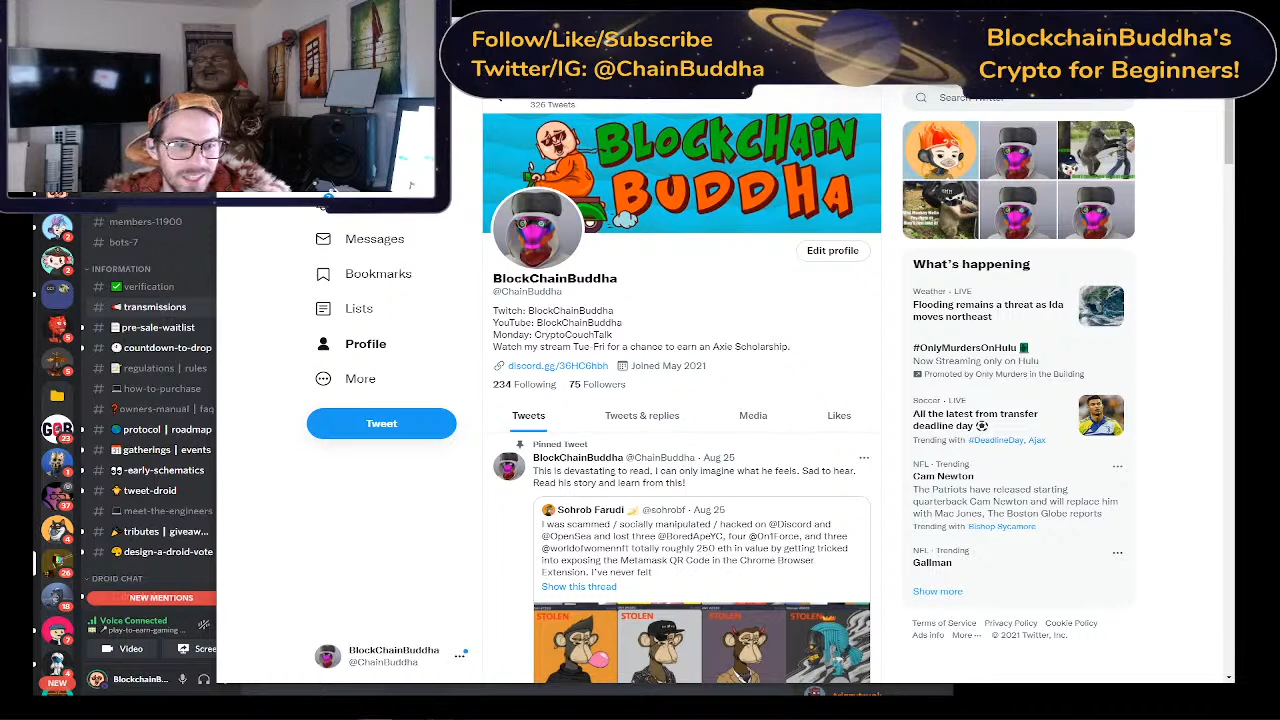 Follow/Like/Subscribe
Twitter/IG: @ChainBuddha
BlockchainBuddha's
Crypto for Beginners!
members-11900
bots-7
INFORMATION
verification
transmissions
pre-sale-waitlist
countdown-to-drop
regulations | rules
how-to-purchase
owners-manual | faq
protocol | roadmap
gatherings | events
early-schematics
tweet-droid
meet-the-engineers
tributes | giveaw...
design-a-droid-vote
DROID CHAT
NEW MENTIONS
Voice Connected
play-to-earn-gaming ...
Video
Scree
BlockchainB...
NEW
Messages
Bookmarks
Lists
Profile
More
Tweet
BlockChainBuddha
@ChainBuddha
326 Tweets
BLOCKCHAIN
BUDDHA
Edit profile
BlockChainBuddha
@ChainBuddha
Twitch: BlockChainBuddha
YouTube: BlockChainBuddha
Monday: CryptoCouchTalk
Watch my stream Tue-Fri for a chance to earn an Axie Scholarship.
discord.gg/36HC6hbh Joined May 2021
234 Following 75 Followers
Tweets Tweets & replies Media Likes
Pinned Tweet
BlockChainBuddha @ChainBuddha · Aug 25
This is devastating to read, I can only imagine what he feels. Sad to hear.
Read his story and learn from this!
Sohrob Farudi @sohrobf · Aug 25
I was scammed / socially manipulated / hacked on @Discord and
@OpenSea and lost three @BoredApeYC, four @0n1Force, and three
@worldofwomennft totally roughly 250 eth in value by getting tricked
into exposing the Metamask QR Code in the Chrome Browser
Extension. I've never felt
Show this thread
STOLEN STOLEN STOLEN STOLEN
Search Twitter
What's happening
Weather · LIVE
Flooding remains a threat as Ida
moves northeast
#OnlyMurdersOnHulu
Now Streaming only on Hulu
Promoted by Only Murders in the Building
Soccer · LIVE
All the latest from transfer
deadline day
Trending with #DeadlineDay, Ajax
NFL · Trending
Cam Newton
The Patriots have released starting
quarterback Cam Newton and will replace him
with Mac Jones, The Boston Globe reports
Trending with Bishop Sycamore
NFL · Trending
Gallman
Show more
Terms of Service Privacy Policy Cookie Policy
Ads info More ··· © 2021 Twitter, Inc.